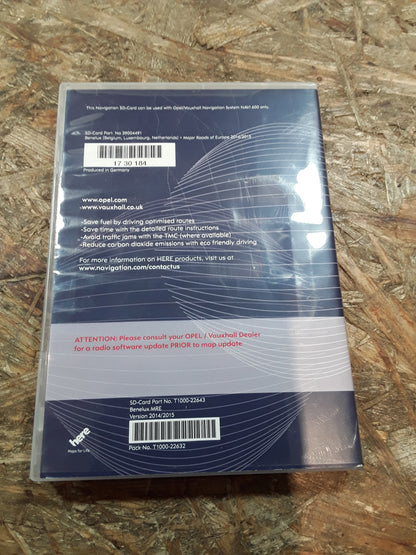 This Navigation SD-Card can be used with Opel/Vauxhall Navigation System NAVI 600 only.
SD-Card Part No 39004491
Benelux (Belgium, Luxembourg, Netherlands) + Major Roads of Europe 2014/2015
17 30 184
Produced in Germany
www.opel.com
www.vauxhall.co.uk
-Save fuel by driving optimised routes
-Save time with the detailed route instructions
-Avoid traffic jams with the TMC (where available)
-Reduce carbon dioxide emissions with eco friendly driving
For more information on HERE products, visit us at
www.navigation.com/contactus
ATTENTION: Please consult your OPEL / Vauxhall Dealer
for a radio software update PRIOR to map update
SD-Card Part No. T1000-22643
Benelux MRE
Version 2014/2015
Pack No. T1000-22632
here
Maps for Life